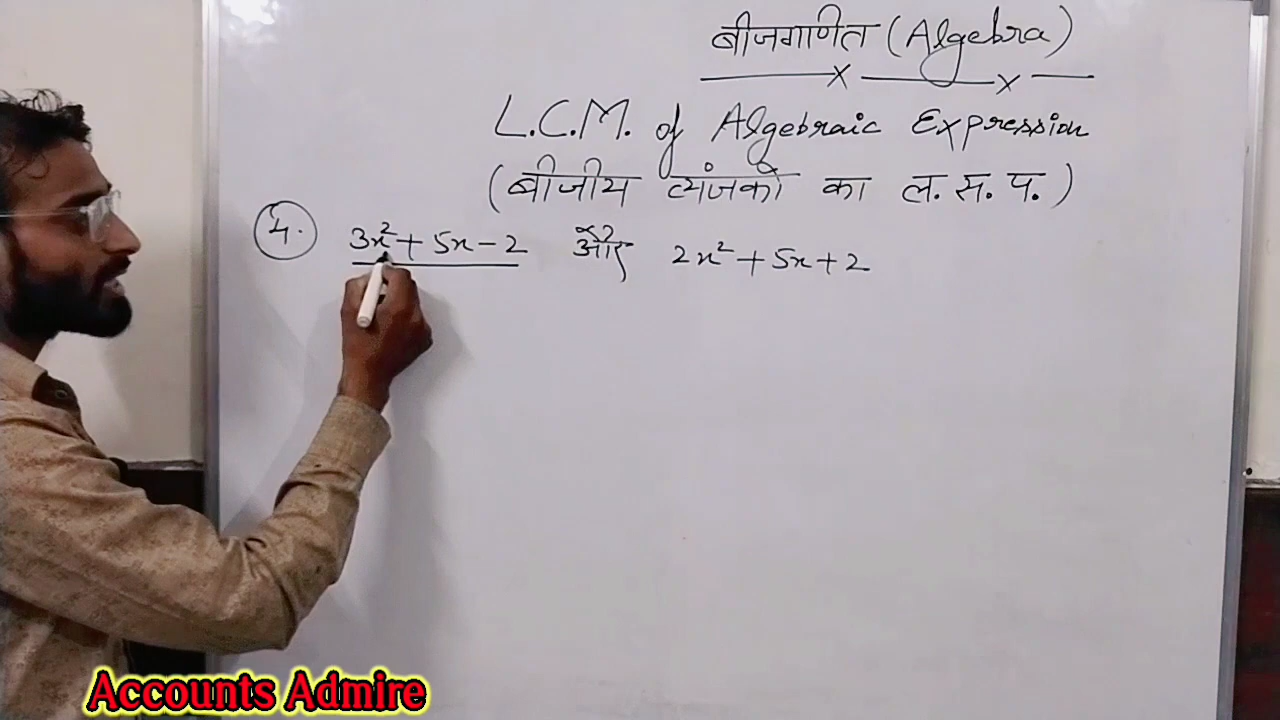 बीजगणित (Algebra)
L.C.M. of Algebraic Expression
(बीजीय व्यंजकों का ल. स. प.)
4. 3x² + 5x - 2 और 2x² + 5x + 2
Accounts Admire